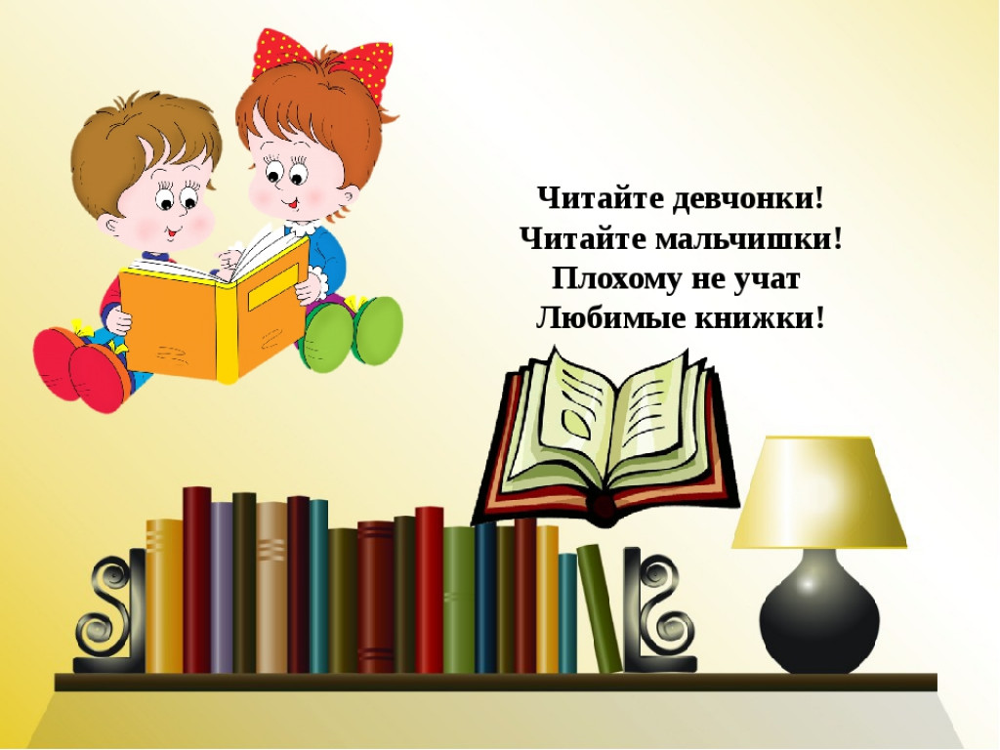 Читайте девчонки!
Читайте мальчишки!
Плохому не учат
Любимые книжки!